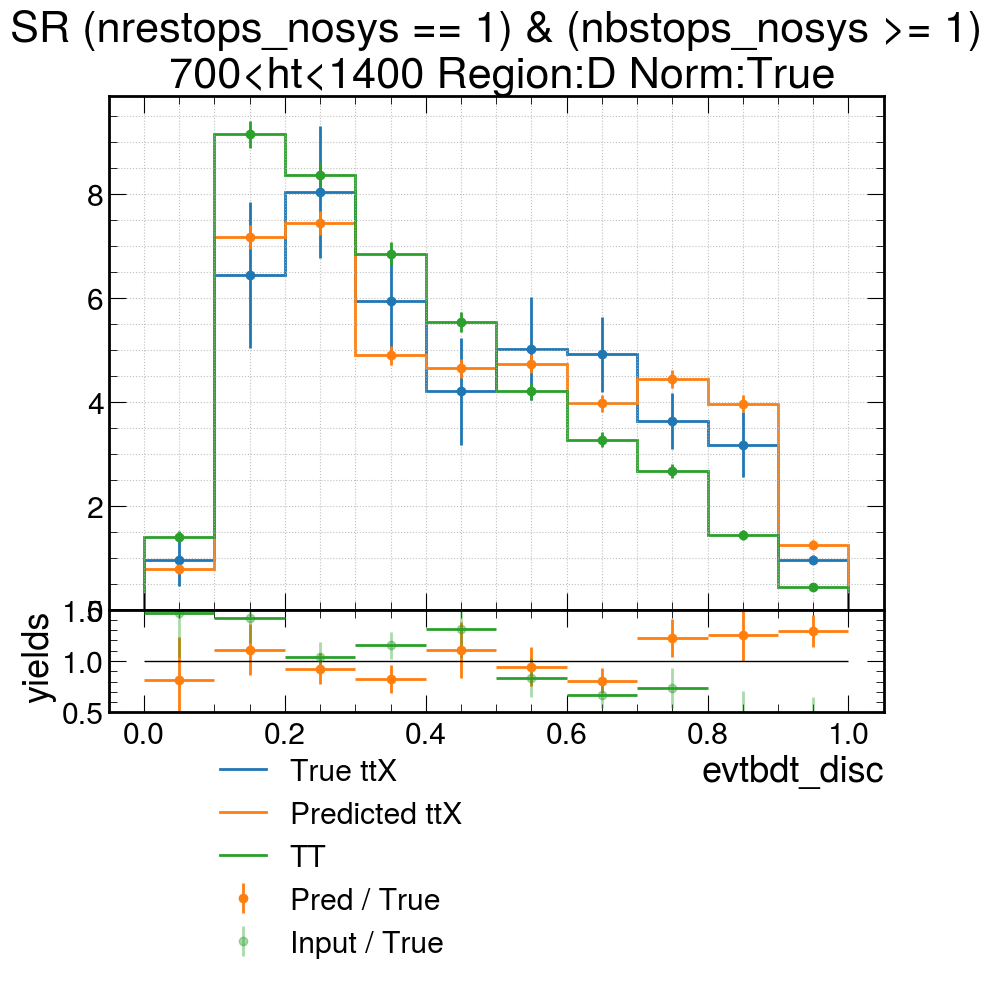 SR (nrestops_nosys == 1) & (nbstops_nosys >= 1)
700<ht<1400 Region:D Norm:True
8
6
4
2
0
1.5
1.0
0.5
yields
0.0 0.2 0.4 0.6 0.8 1.0
evtbdt_disc
True ttX
Predicted ttX
TT
Pred / True
Input / True